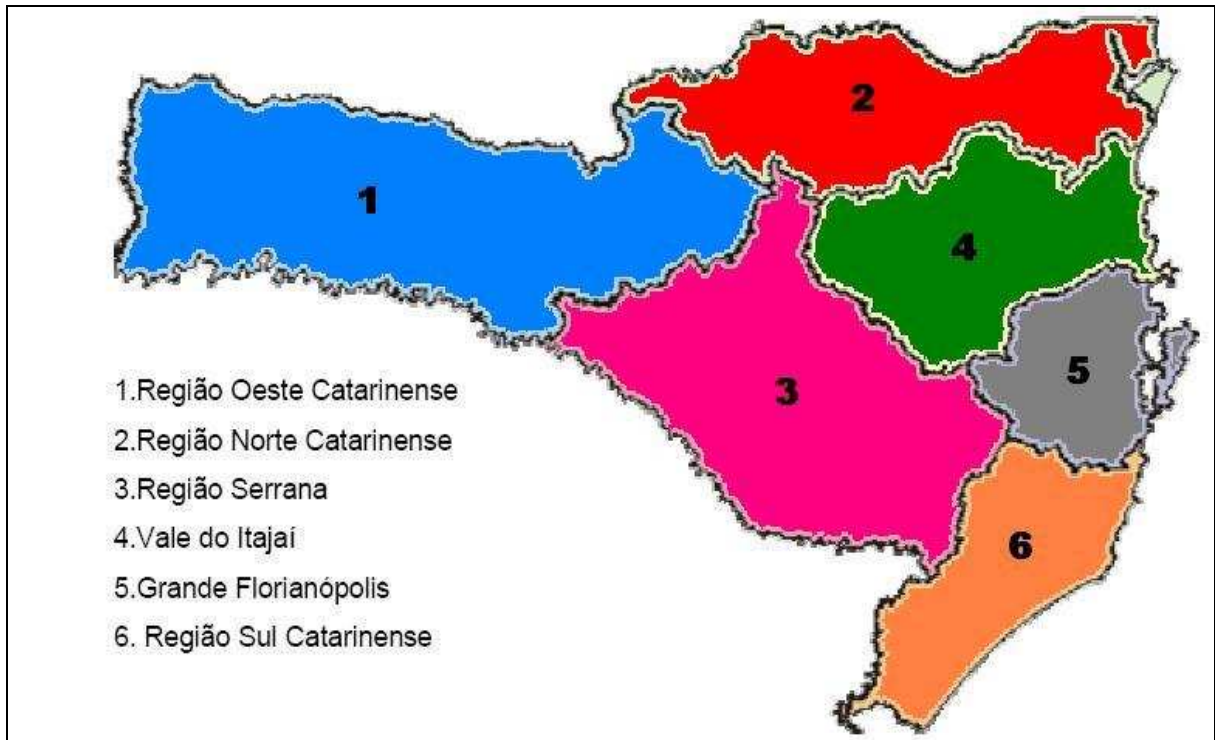 2
1
4
5
3
6
1.Região Oeste Catarinense
2.Região Norte Catarinense
3.Região Serrana
4.Vale do Itajaí
5.Grande Florianópolis
6. Região Sul Catarinense